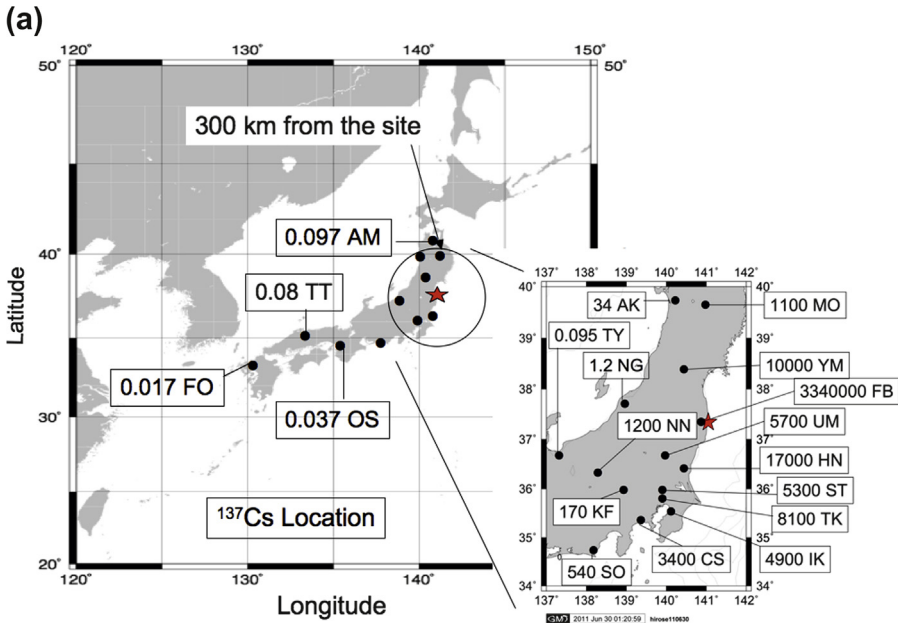 (a)
120° 130° 140° 150°
50° 50°
300 km from the site
0.097 AM
40°
0.08 TT
0.017 FO
0.037 OS
30°
137Cs Location
20°
120° 130° 140°
Latitude
Longitude
137° 138° 139° 140° 141° 142°
40° 40°
34 AK
1100 MO
0.095 TY
39° 39°
1.2 NG
10000 YM
38° 38°
3340000 FB
1200 NN
5700 UM
37° 37°
17000 HN
5300 ST
36° 36°
170 KF
8100 TK
35° 35°
540 SO
3400 CS
4900 IK
34° 34°
137° 138° 139° 140° 141° 142°
GMT 2011 Jun 30 01:20:59 hirose110630